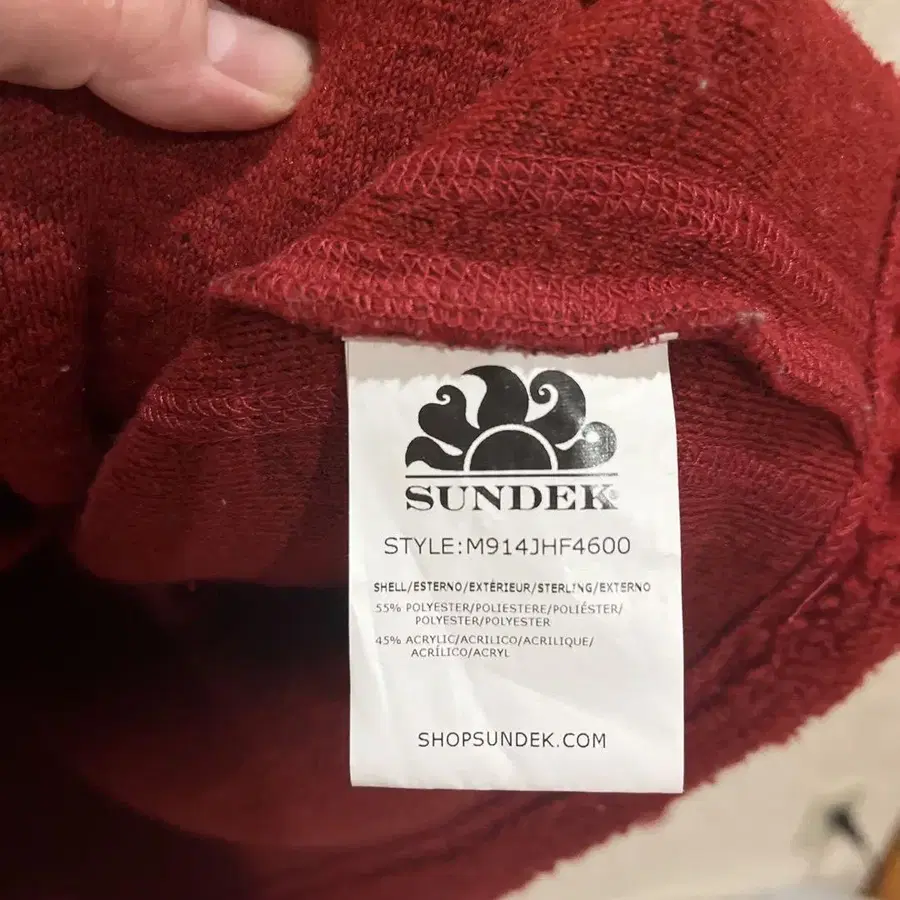 SUNDEK®
STYLE:M914JHF4600
SHELL/ESTERNO/EXTÉRIEUR/STERLING/EXTERNO
55% POLYESTER/POLIESTERE/POLIÉSTER/
POLYESTER/POLYESTER
45% ACRYLIC/ACRILICO/ACRILIQUE/
ACRÍLICO/ACRYL
SHOPSUNDEK.COM